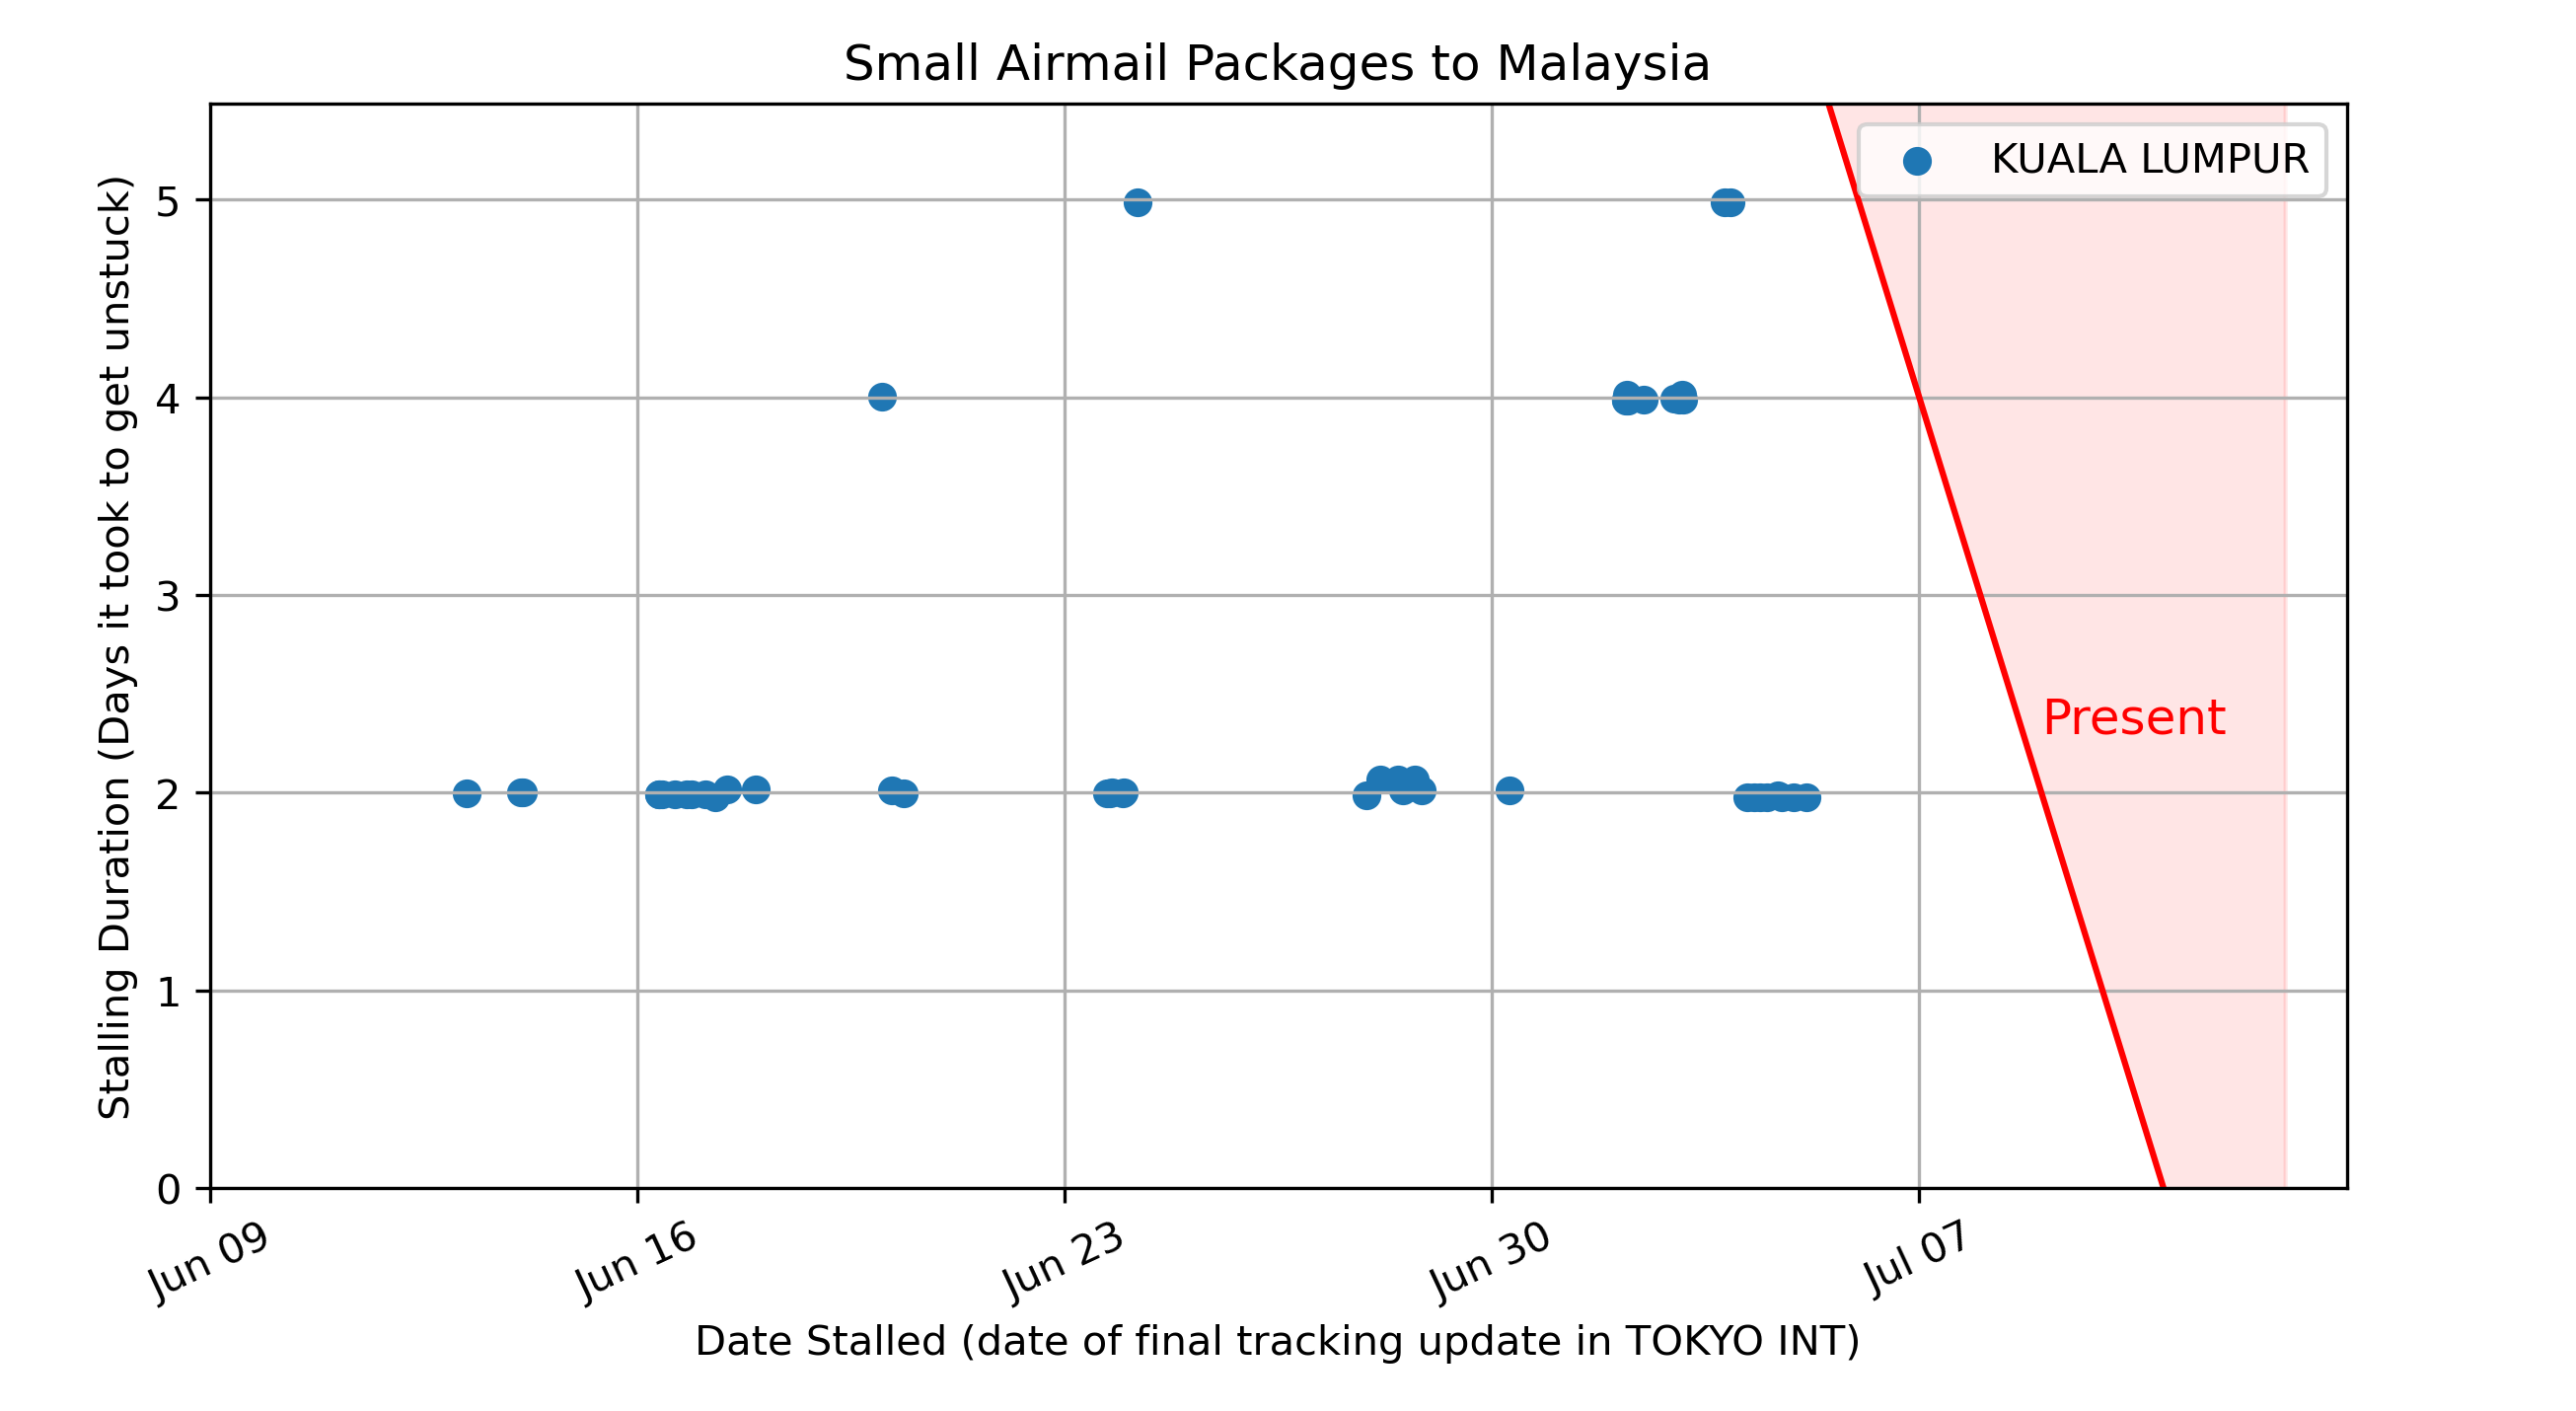 Small Airmail Packages to Malaysia
KUALA LUMPUR
Stalling Duration (Days it took to get unstuck)
5
4
3
2
1
0
Present
Jun 09
Jun 16
Jun 23
Jun 30
Jul 07
Date Stalled (date of final tracking update in TOKYO INT)